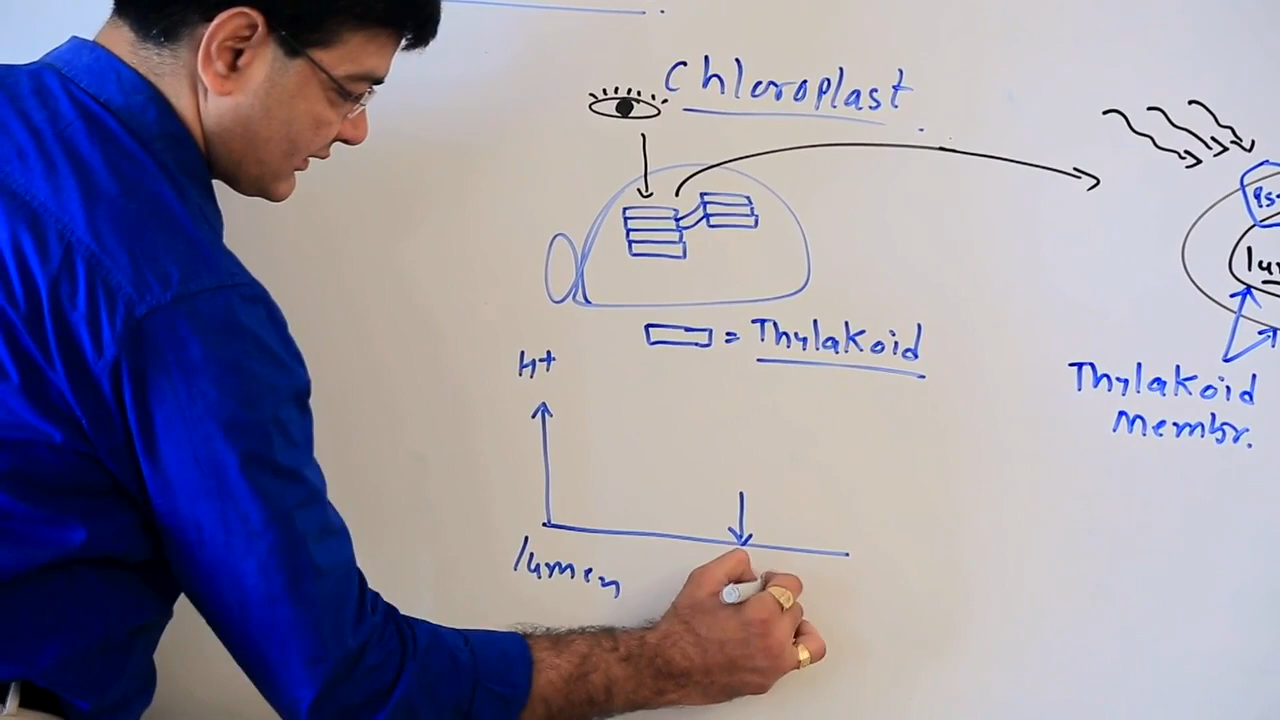 Chloroplast
= Thylakoid
H+
lumen
Thylakoid
Membr.